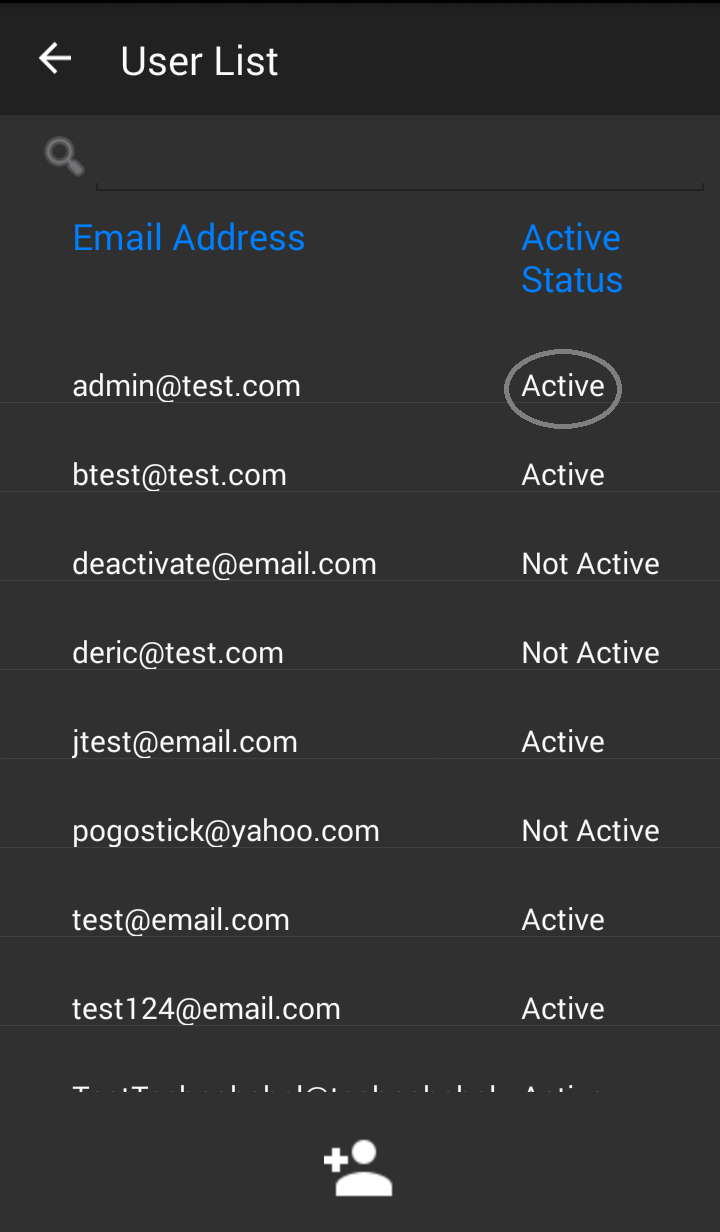 User List
Email Address Active Status
admin@test.com Active
btest@test.com Active
deactivate@email.com Not Active
deric@test.com Not Active
jtest@email.com Active
pogostick@yahoo.com Not Active
test@email.com Active
test124@email.com Active